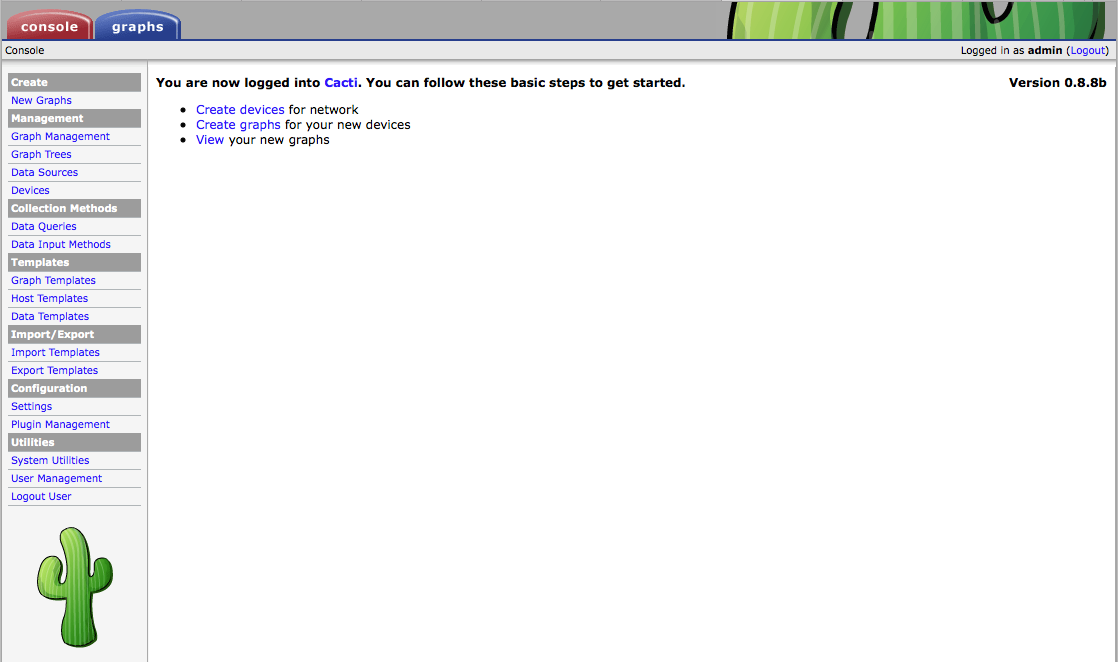 console graphs
Console Logged in as admin (Logout)
Create
New Graphs
Management
Graph Management
Graph Trees
Data Sources
Devices
Collection Methods
Data Queries
Data Input Methods
Templates
Graph Templates
Host Templates
Data Templates
Import/Export
Import Templates
Export Templates
Configuration
Settings
Plugin Management
Utilities
System Utilities
User Management
Logout User
You are now logged into Cacti. You can follow these basic steps to get started. Version 0.8.8b
• Create devices for network
• Create graphs for your new devices
• View your new graphs